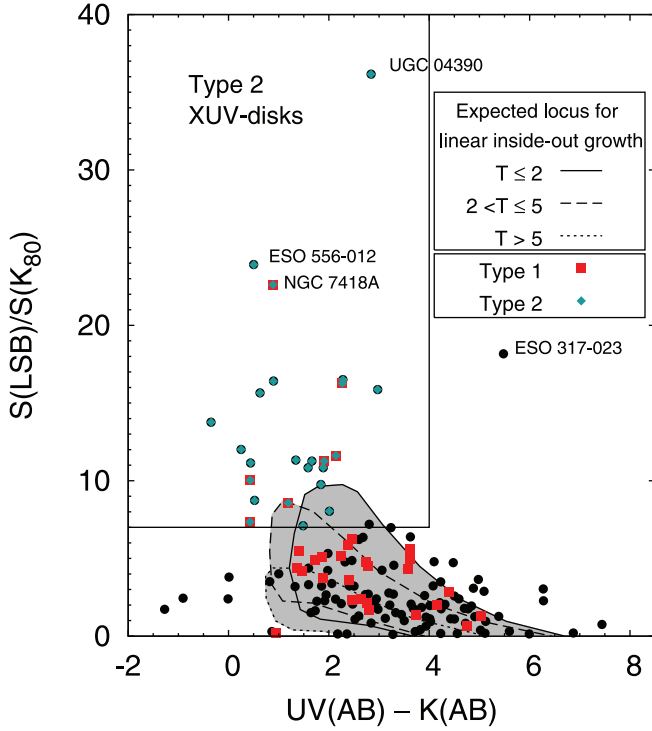 40
30
20
10
0
S(LSB)/S(K80)
Type 2
XUV-disks
UGC 04390
ESO 556-012
NGC 7418A
ESO 317-023
Expected locus for
linear inside-out growth
T ≤ 2
2 <T ≤ 5
T > 5
Type 1
Type 2
-2 0 2 4 6 8
UV(AB) – K(AB)